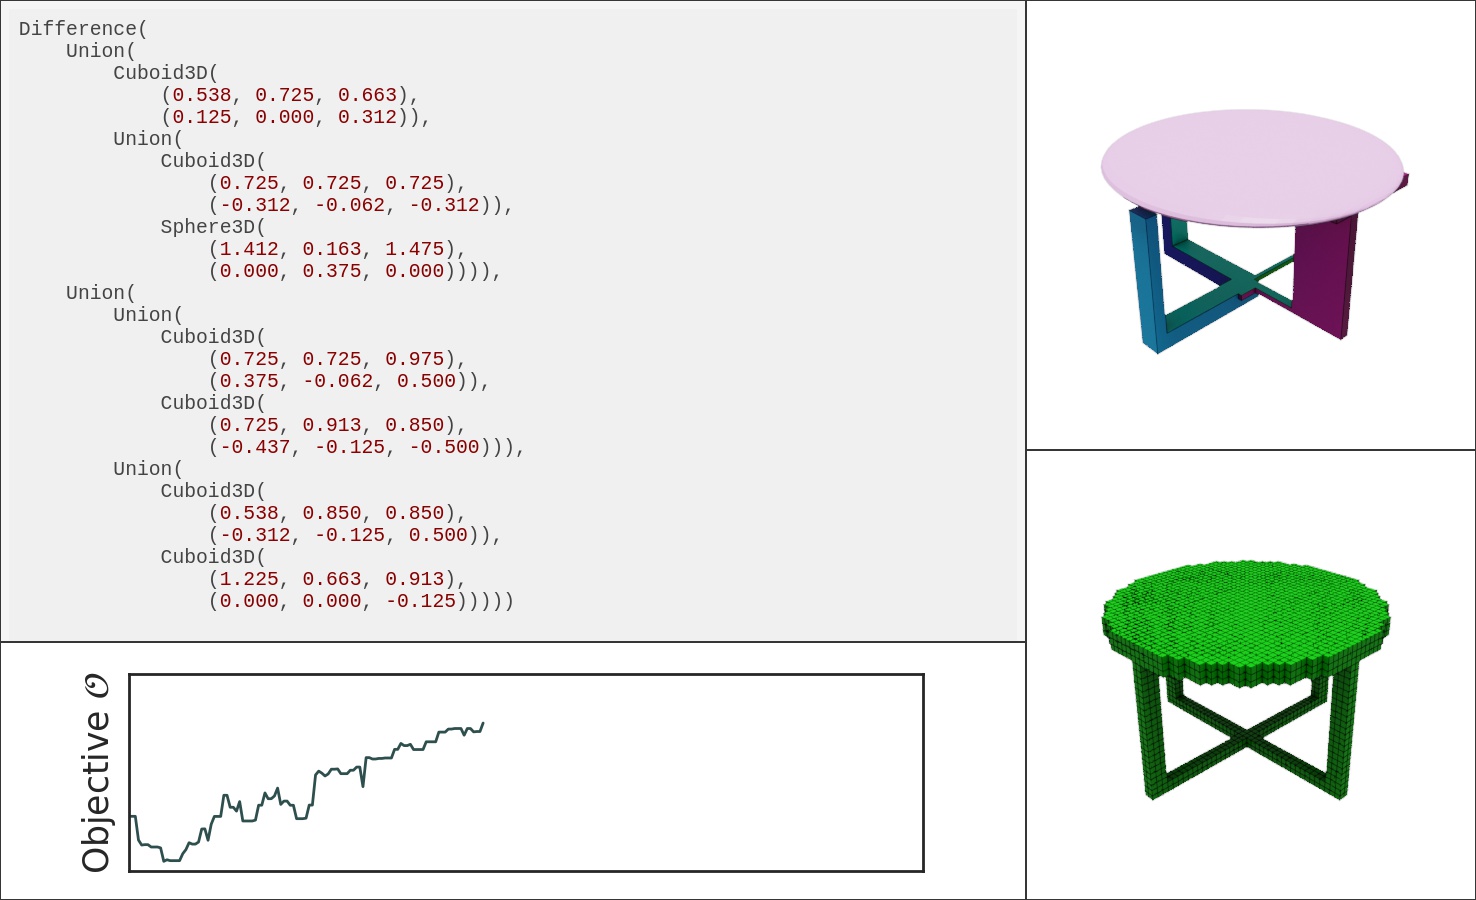 Difference(
    Union(
        Cuboid3D(
            (0.538, 0.725, 0.663),
            (0.125, 0.000, 0.312)),
        Union(
            Cuboid3D(
                (0.725, 0.725, 0.725),
                (-0.312, -0.062, -0.312)),
            Sphere3D(
                (1.412, 0.163, 1.475),
                (0.000, 0.375, 0.000)))),
    Union(
        Union(
            Cuboid3D(
                (0.725, 0.725, 0.975),
                (0.375, -0.062, 0.500)),
            Cuboid3D(
                (0.725, 0.913, 0.850),
                (-0.437, -0.125, -0.500))),
        Union(
            Cuboid3D(
                (0.538, 0.850, 0.850),
                (-0.312, -0.125, 0.500)),
            Cuboid3D(
                (1.225, 0.663, 0.913),
                (0.000, 0.000, -0.125)))))
Objective 𝒪